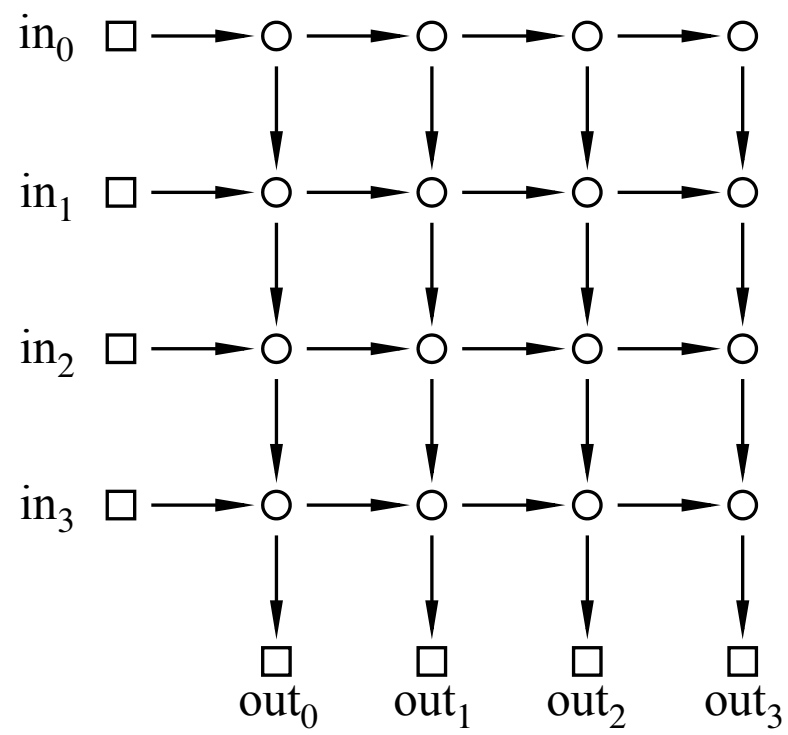 in₀
in₁
in₂
in₃
out₀ out₁ out₂ out₃